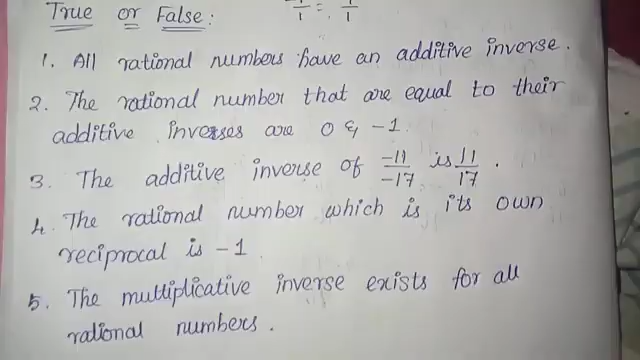 True or False:
1. All rational numbers have an additive inverse.
2. The rational number that are equal to their
additive inverses are 0 & -1.
3. The additive inverse of -11/-17 is 11/17.
4. The rational number which is its own
reciprocal is -1
5. The multiplicative inverse exists for all
rational numbers.